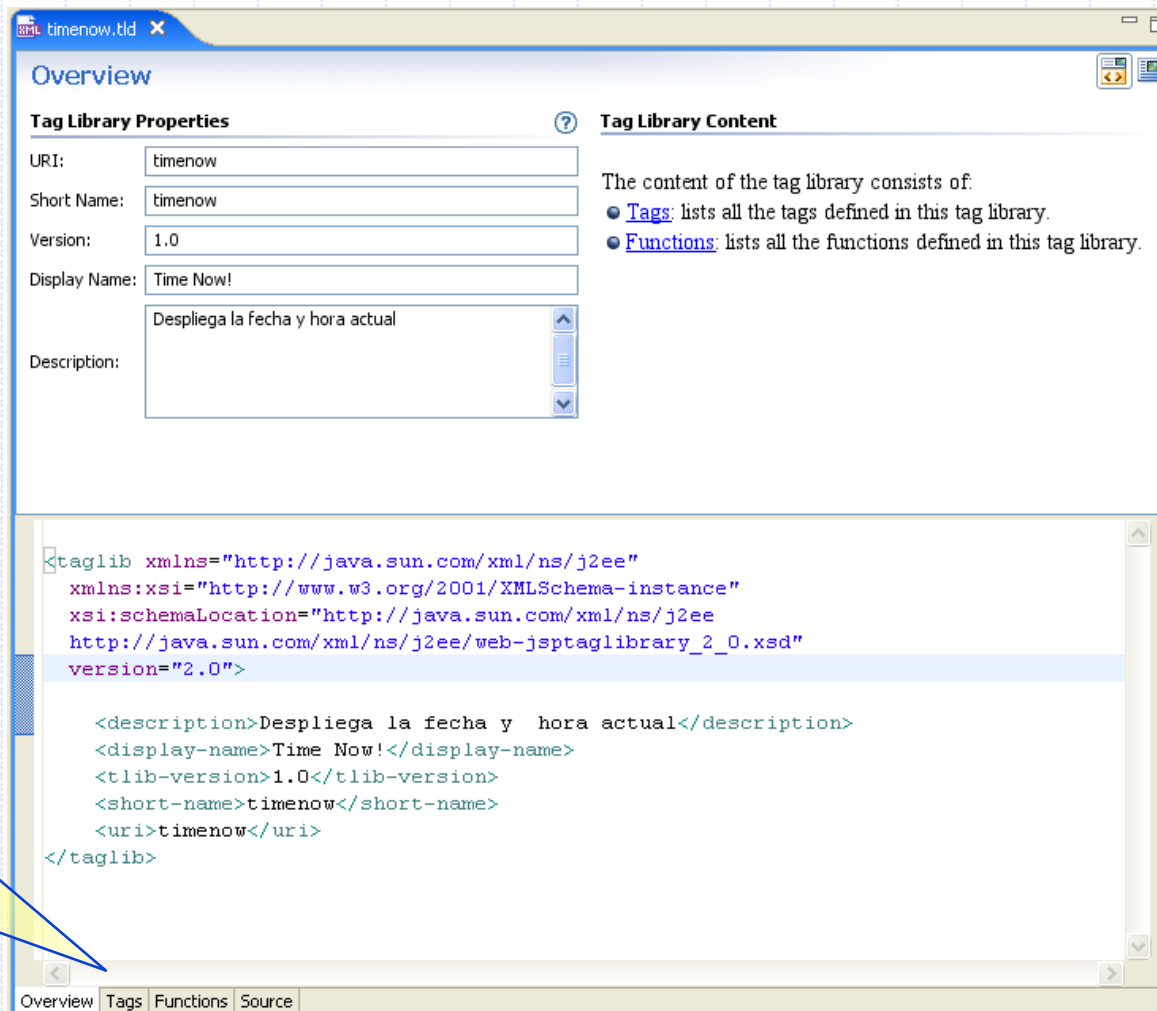 timenow.tld
Overview
Tag Library Properties
URI: timenow
Short Name: timenow
Version: 1.0
Display Name: Time Now!
Description: Despliega la fecha y hora actual
Tag Library Content
The content of the tag library consists of:
Tags: lists all the tags defined in this tag library.
Functions: lists all the functions defined in this tag library.
<taglib xmlns="http://java.sun.com/xml/ns/j2ee"
xmlns:xsi="http://www.w3.org/2001/XMLSchema-instance"
xsi:schemaLocation="http://java.sun.com/xml/ns/j2ee
http://java.sun.com/xml/ns/j2ee/web-jsptaglibrary_2_0.xsd"
version="2.0">
<description>Despliega la fecha y  hora actual</description>
<display-name>Time Now!</display-name>
<tlib-version>1.0</tlib-version>
<short-name>timenow</short-name>
<uri>timenow</uri>
</taglib>
Overview Tags Functions Source